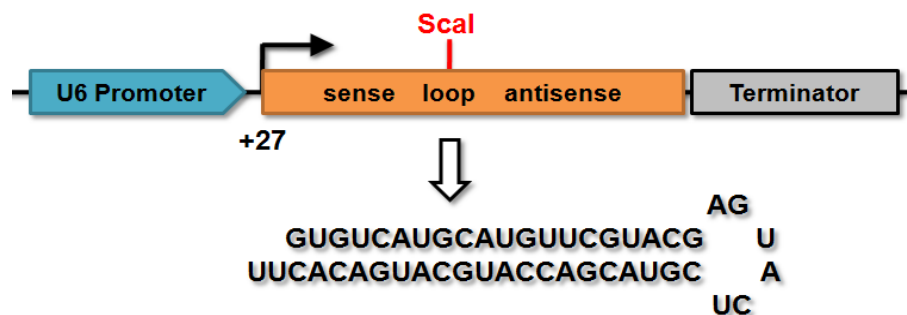 ScaI
U6 Promoter sense loop antisense Terminator
+27
AG
GUGUCAUGCAUGUUCGUACG U
UUCACAGUACGUACCAGCAUGC A
UC